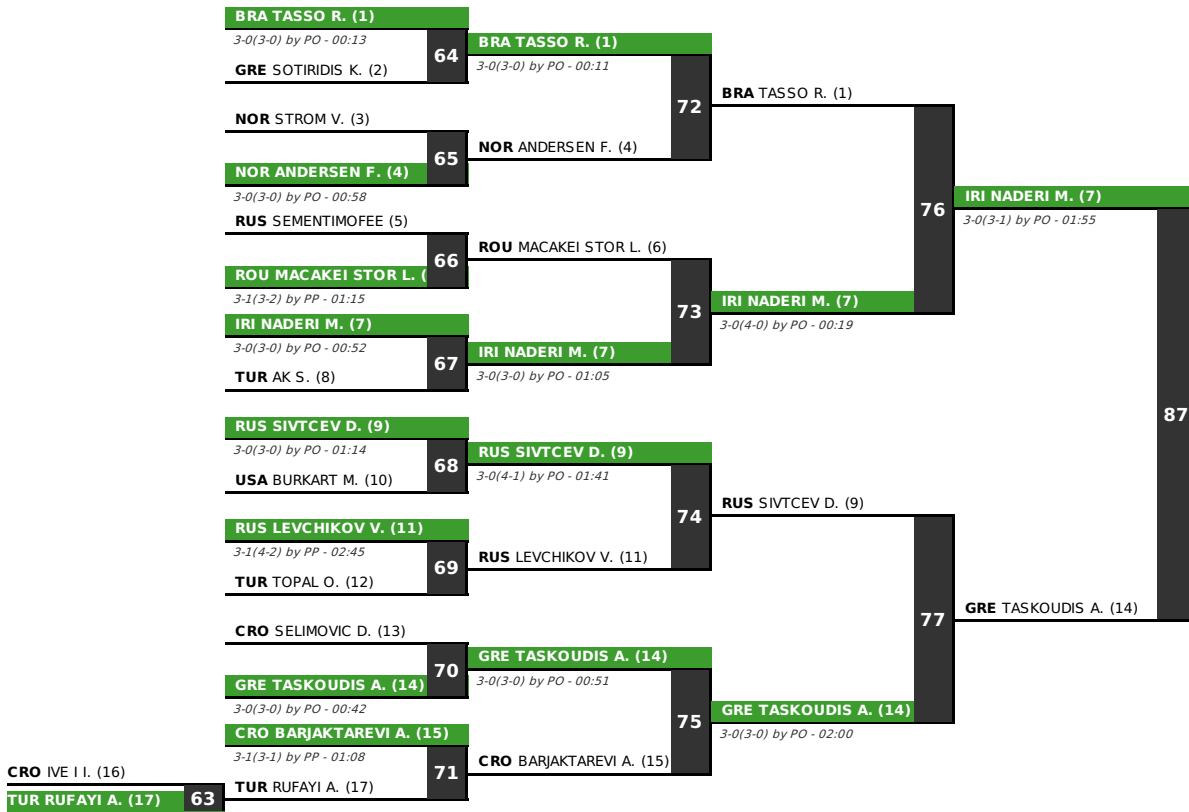 BRA TASSO R. (1)
3-0(3-0) by PO - 00:13
GRE SOTIRIDIS K. (2)
64
NOR STROM V. (3)
65
NOR ANDERSEN F. (4)
3-0(3-0) by PO - 00:58
RUS SEMENTIMOFEE (5)
66
ROU MACAKEI STOR L. (
3-1(3-2) by PP - 01:15
IRI NADERI M. (7)
3-0(3-0) by PO - 00:52
TUR AK S. (8)
67
RUS SIVTCEV D. (9)
3-0(3-0) by PO - 01:14
USA BURKART M. (10)
68
RUS LEVCHIKOV V. (11)
3-1(4-2) by PP - 02:45
TUR TOPAL O. (12)
69
CRO SELIMOVIC D. (13)
70
GRE TASKOUDIS A. (14)
3-0(3-0) by PO - 00:42
CRO BARJAKTAREVI A. (15)
3-1(3-1) by PP - 01:08
TUR RUFAYI A. (17)
71
CRO IVE I I. (16)
TUR RUFAYI A. (17)
63
BRA TASSO R. (1)
3-0(3-0) by PO - 00:11
NOR ANDERSEN F. (4)
72
ROU MACAKEI STOR L. (6)
73
IRI NADERI M. (7)
3-0(3-0) by PO - 01:05
RUS SIVTCEV D. (9)
3-0(4-1) by PO - 01:41
74
RUS LEVCHIKOV V. (11)
GRE TASKOUDIS A. (14)
3-0(3-0) by PO - 00:51
75
CRO BARJAKTAREVI A. (15)
BRA TASSO R. (1)
76
IRI NADERI M. (7)
3-0(4-0) by PO - 00:19
RUS SIVTCEV D. (9)
77
GRE TASKOUDIS A. (14)
3-0(3-0) by PO - 02:00
IRI NADERI M. (7)
3-0(3-1) by PO - 01:55
87
GRE TASKOUDIS A. (14)